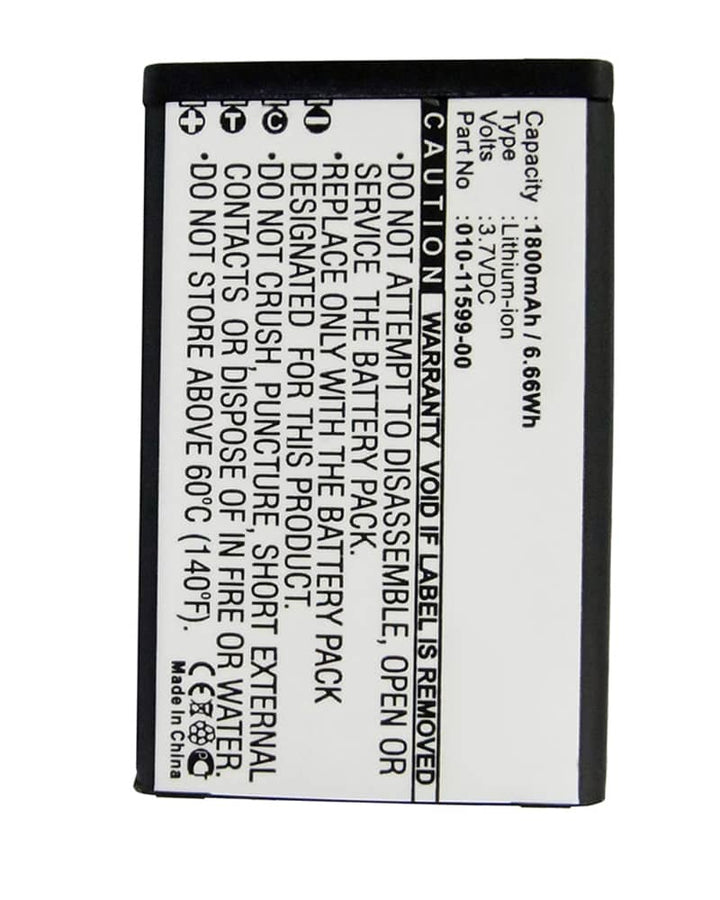 Capacity :1800mAh / 6.66Wh
Type :Lithium-ion
Volts :3.7VDC
Part No :010-11599-00
CAUTION WARRANTY VOID IF LABEL IS REMOVED
•DO NOT ATTEMPT TO DISASSEMBLE, OPEN OR
SERVICE THE BATTERY PACK.
•REPLACE ONLY WITH THE BATTERY PACK
DESIGNATED FOR THIS PRODUCT.
•DO NOT CRUSH, PUNCTURE, SHORT EXTERNAL
CONTACTS OR DISPOSE OF IN FIRE OR WATER.
•DO NOT STORE ABOVE 60°C (140°F).
− C T +
CE PC
Made In China